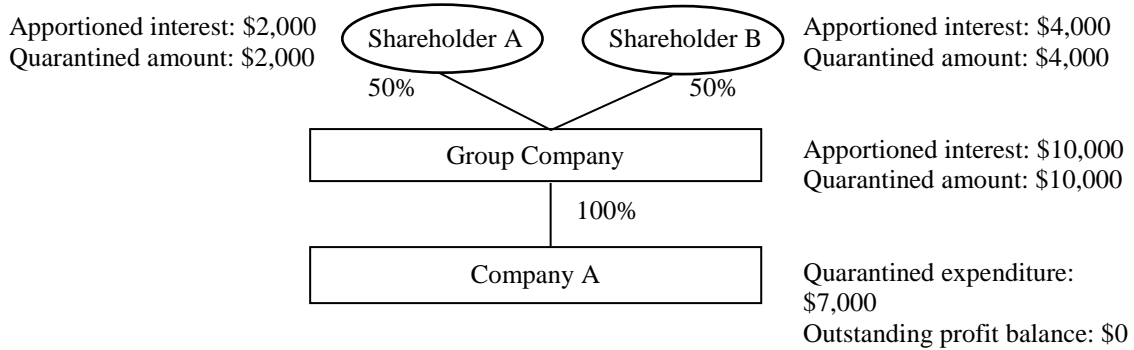 Apportioned interest: $2,000
Quarantined amount: $2,000
Shareholder A
Shareholder B
Apportioned interest: $4,000
Quarantined amount: $4,000
50%
50%
Group Company
Apportioned interest: $10,000
Quarantined amount: $10,000
100%
Company A
Quarantined expenditure:
$7,000
Outstanding profit balance: $0